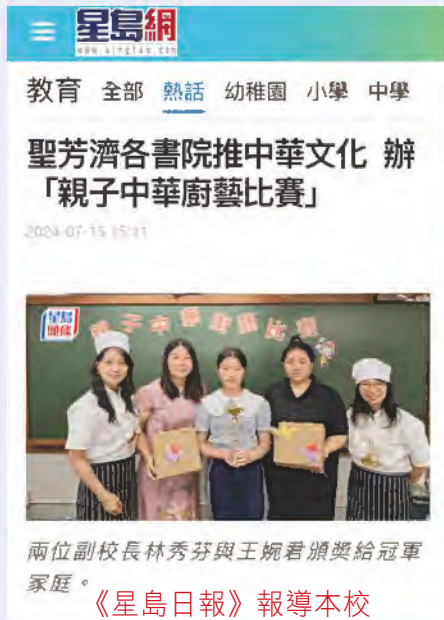 星島網
www.singtao.com
教育 全部 熱話 幼稚園 小學 中學
聖芳濟各書院推中華文化 辦
「親子中華廚藝比賽」
2024-07-15 15:11
星島
頭條
親子中華廚藝比賽
兩位副校長林秀芬與王婉君頒獎給冠軍
家庭。
《星島日報》報導本校